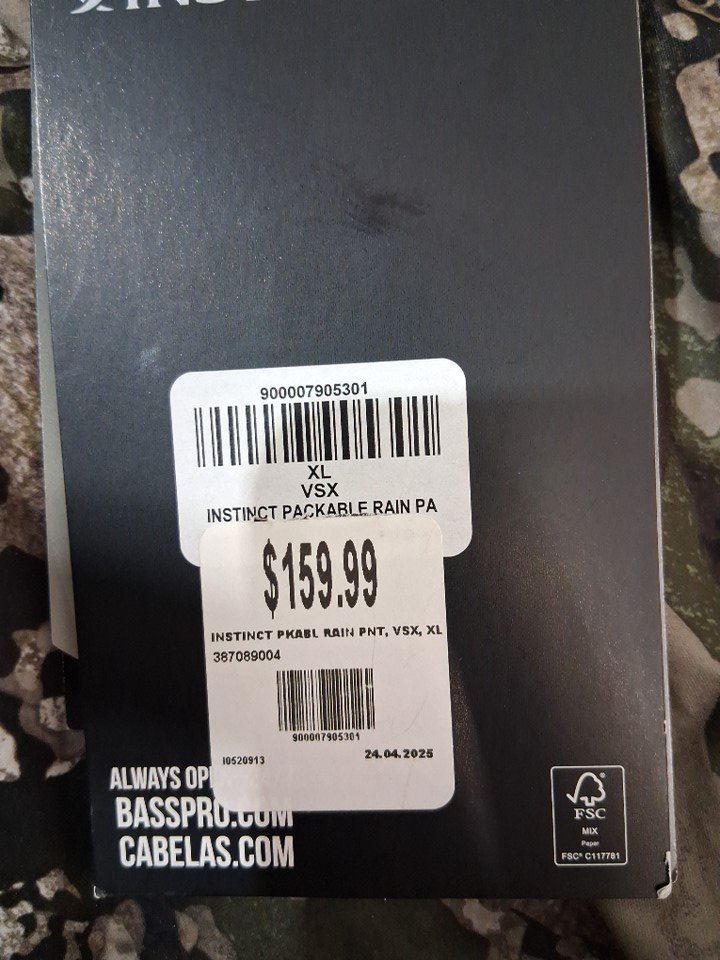 900007905301
XL
VSX
INSTINCT PACKABLE RAIN PA
$159.99
INSTINCT PKABL RAIN PNT, VSX, XL
387089004
900007905301
I0520913
24.04.2025
ALWAYS OP
BASSPRO.COM
CABELAS.COM
FSC
MIX
Paper
FSC® C117781